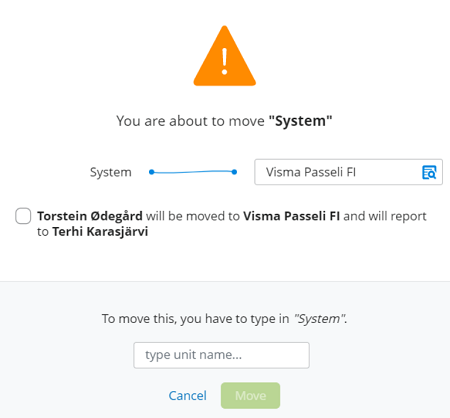 You are about to move "System"
System Visma Passeli FI
Torstein Ødegård will be moved to Visma Passeli FI and will report
to Terhi Karasjärvi
To move this, you have to type in "System".
type unit name...
Cancel Move